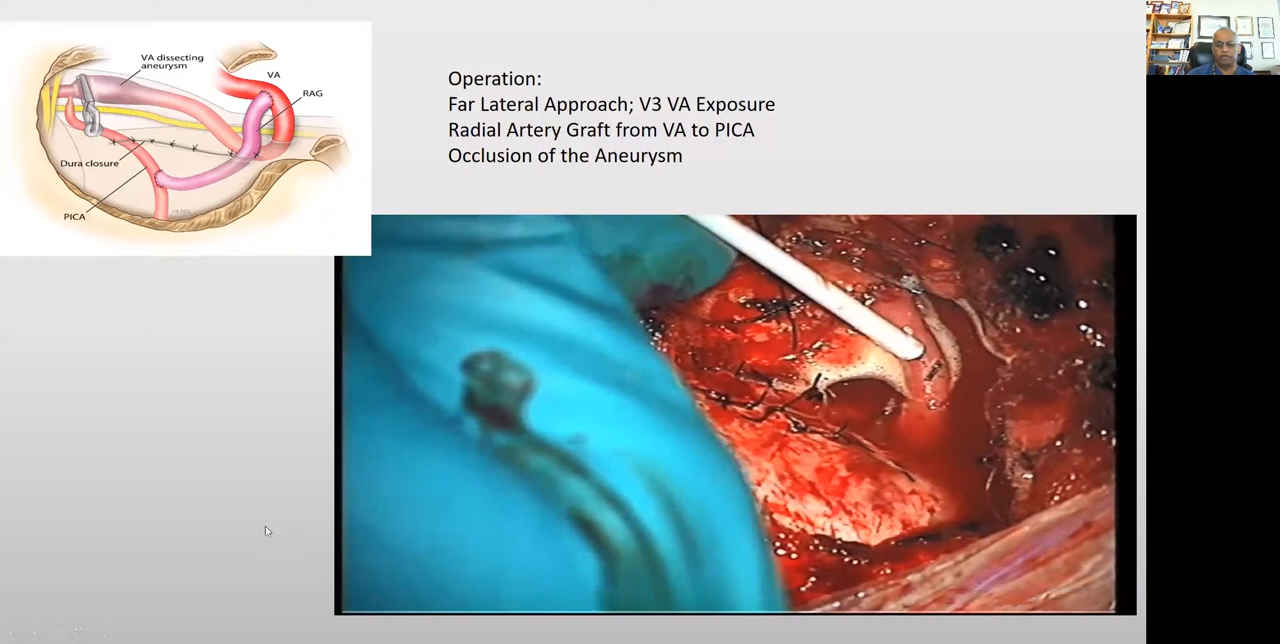 VA dissecting
aneurysm
VA
RAG
Dura closure
PICA
Operation:
Far Lateral Approach; V3 VA Exposure
Radial Artery Graft from VA to PICA
Occlusion of the Aneurysm